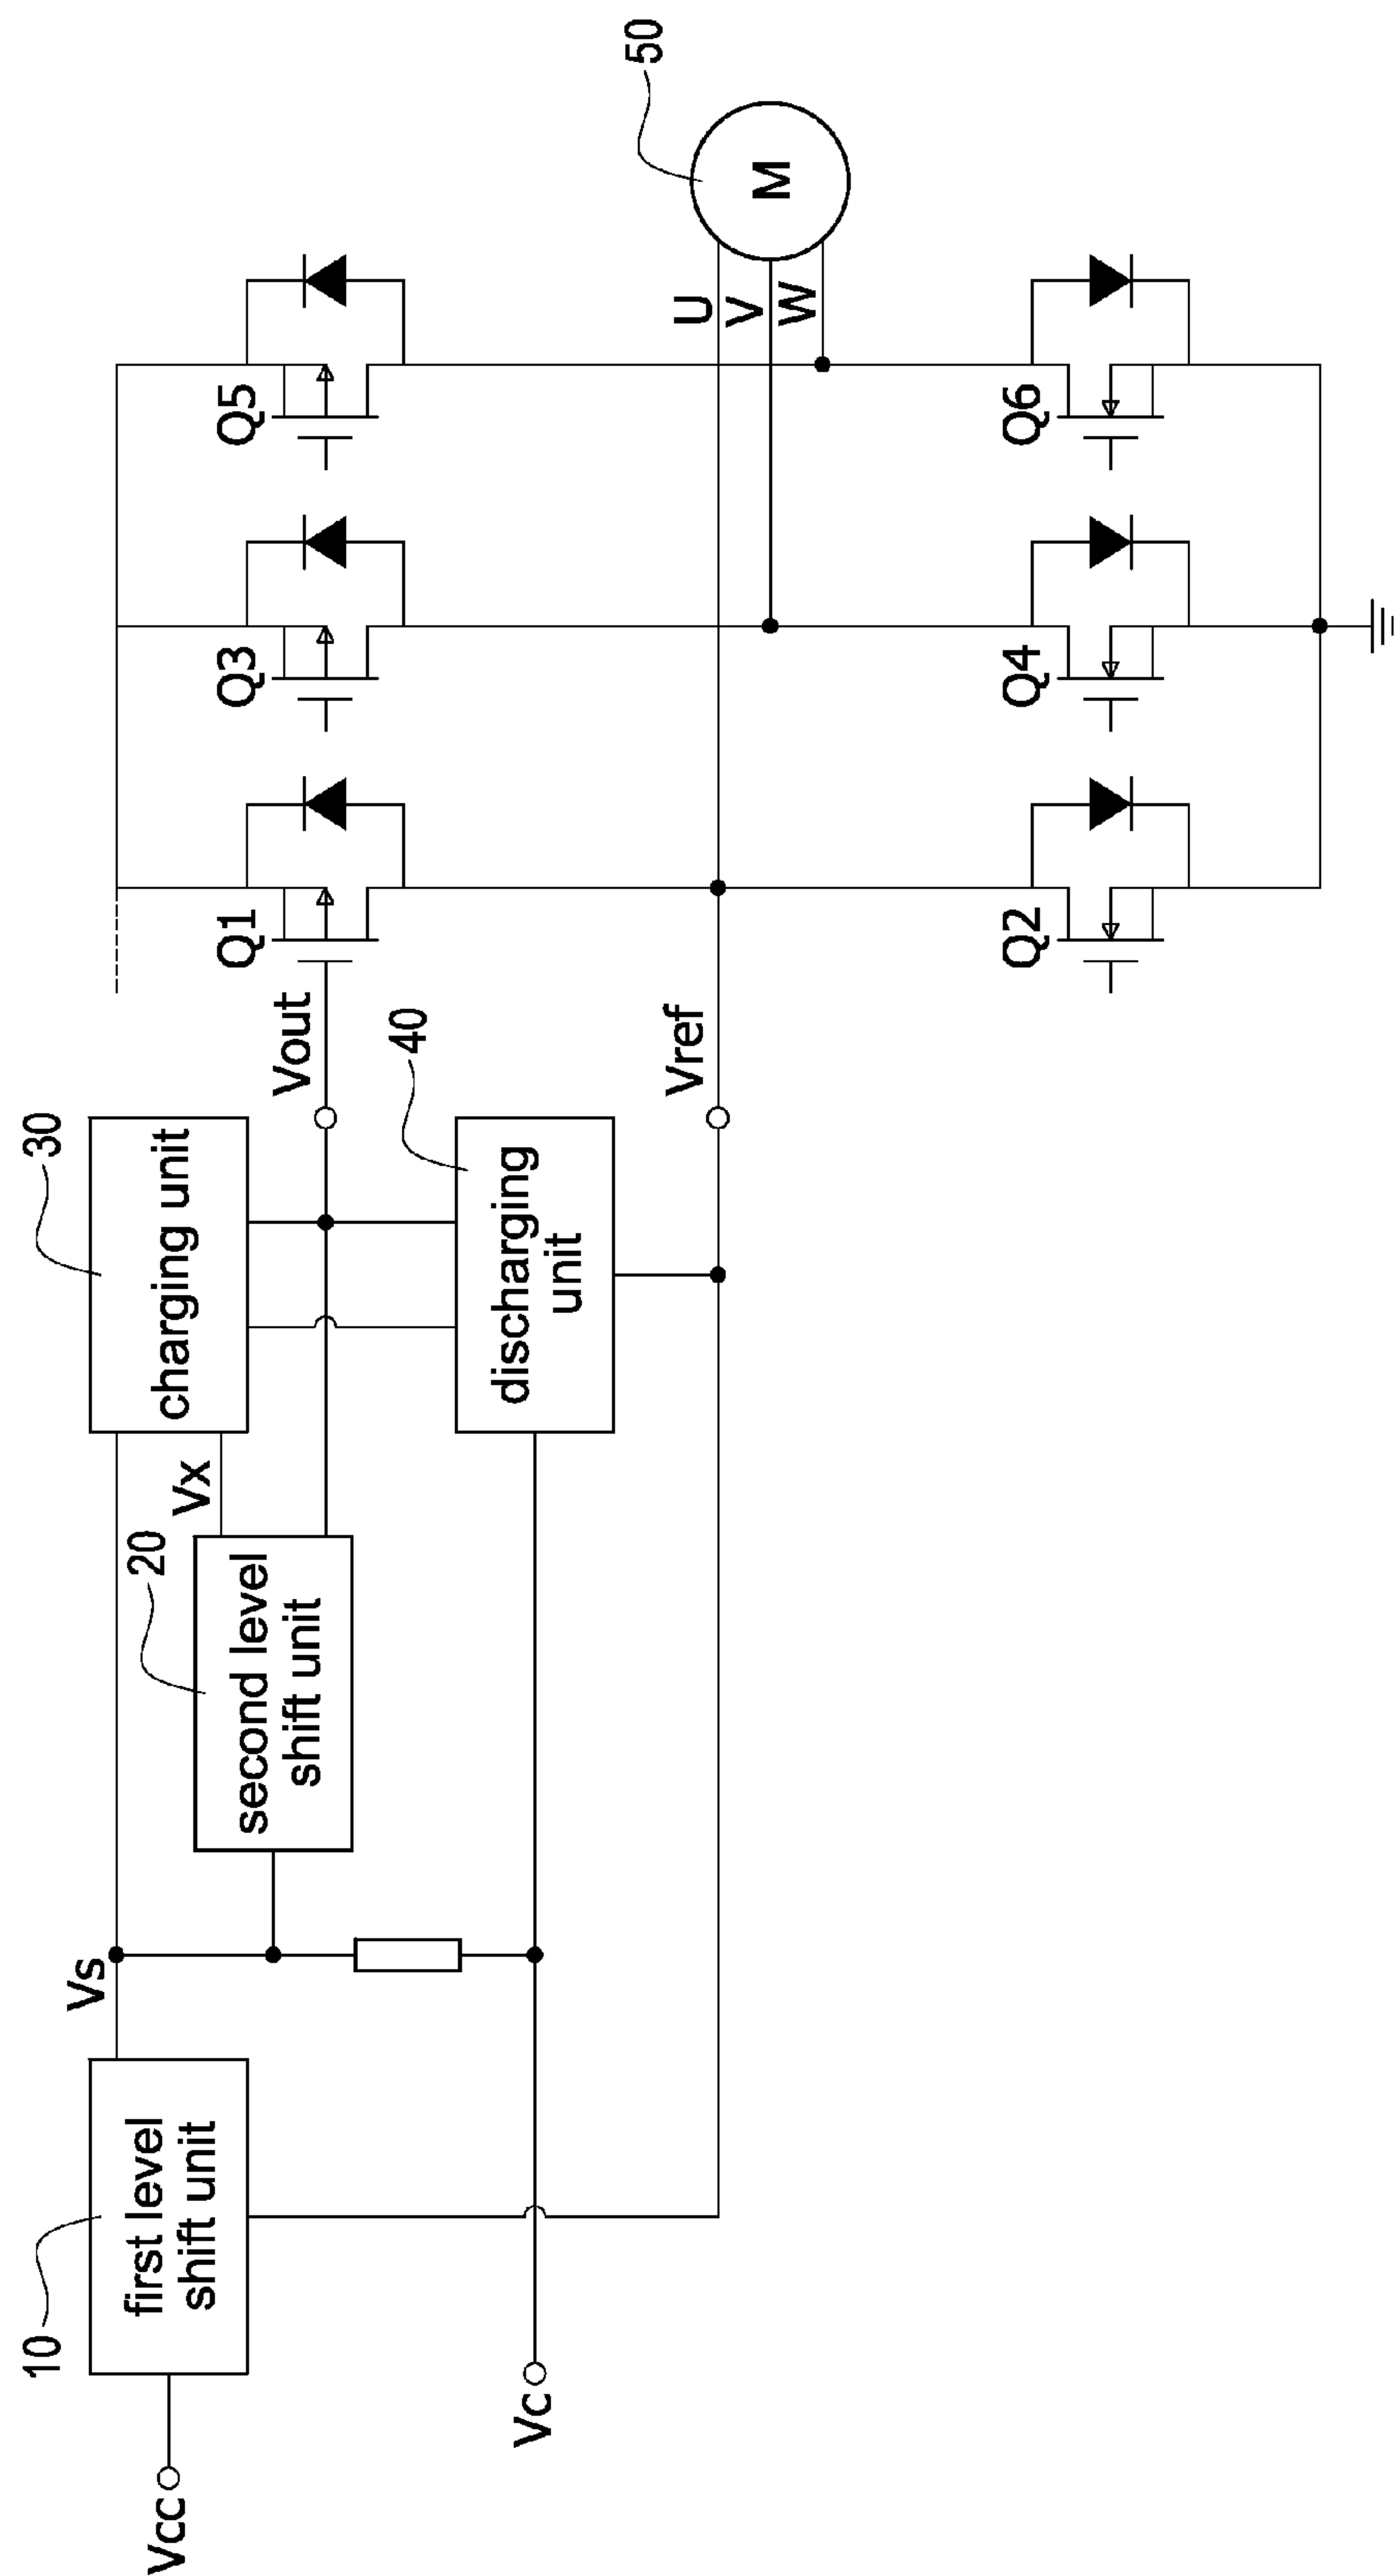 10
first level
shift unit
Vcc
Vs
20
second level
shift unit
Vx
30
charging unit
40
discharging
unit
Vc
Vout
Vref
Q1
Q3
Q5
Q2
Q4
Q6
U
V
W
M
50